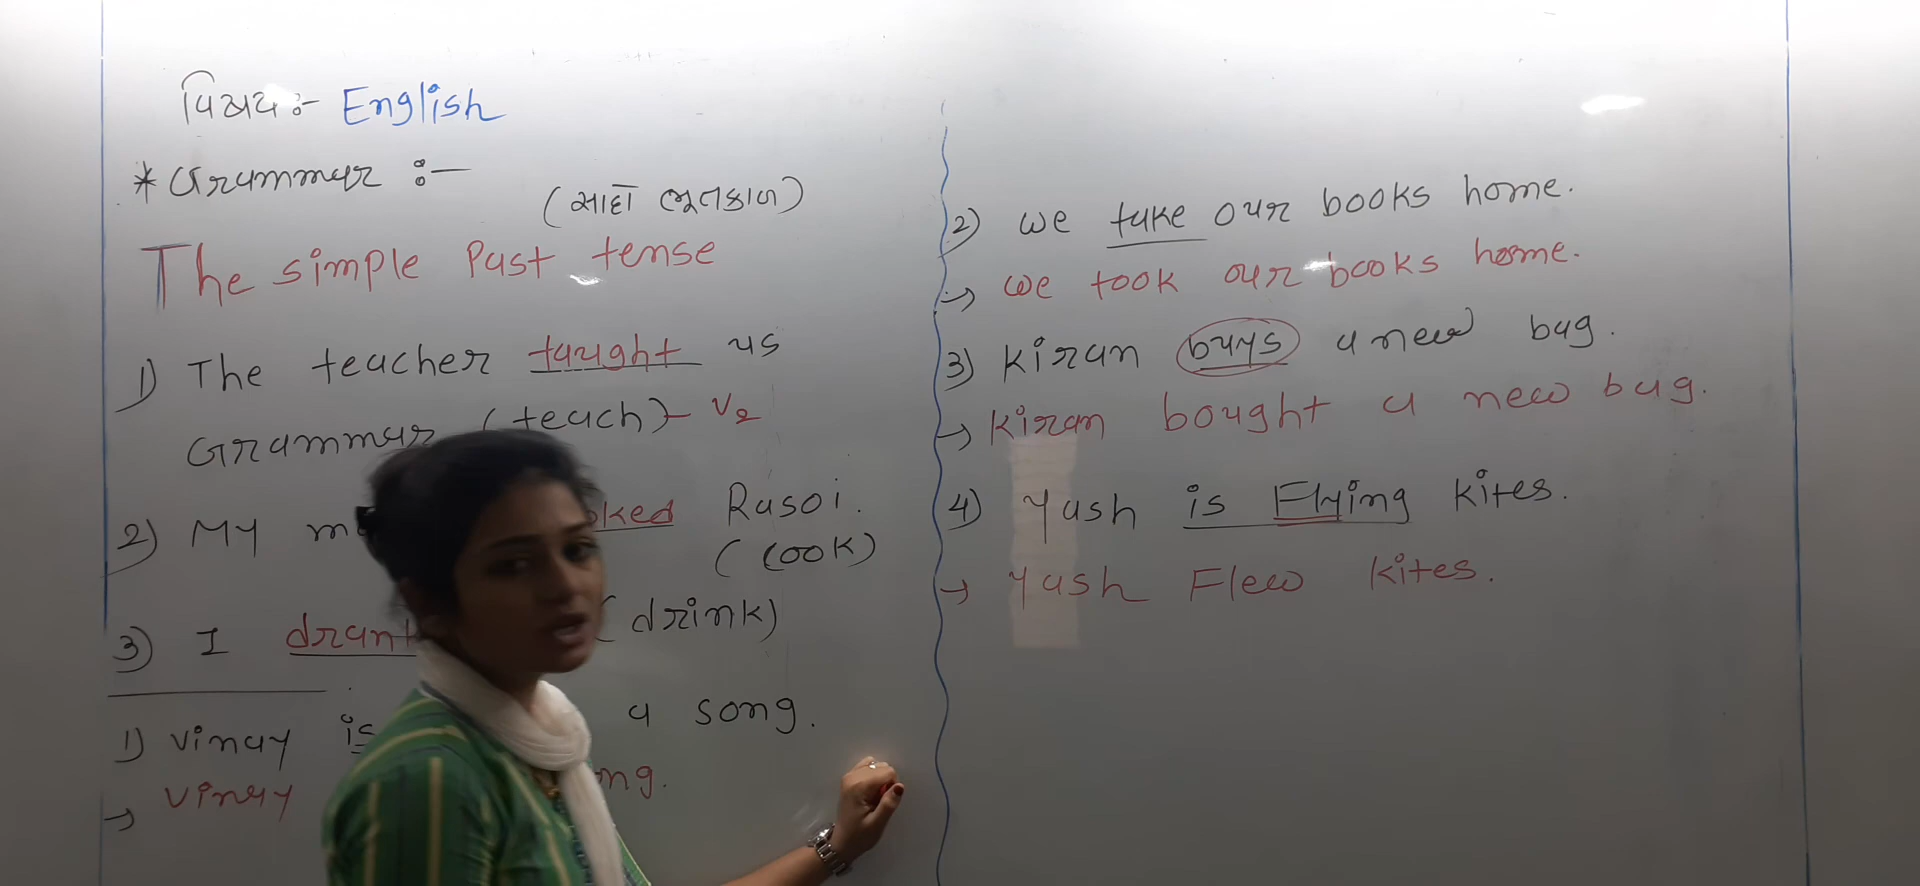 વિષય:- English
* Grammar :-
(સાદો ભૂતકાળ)
The simple Past tense
1) The teacher taught us
Grammar (teach) - V2
2) My oked Rasoi.
(cook)
3) I drank (drink)
1) Vinay is a song.
→ Vinay ng.
2) we take our books home.
→ we took our books home.
3) Kiran buys a new bag.
→ Kiran bought a new bag.
4) Yash is Flying kites.
→ Yash Flew kites.